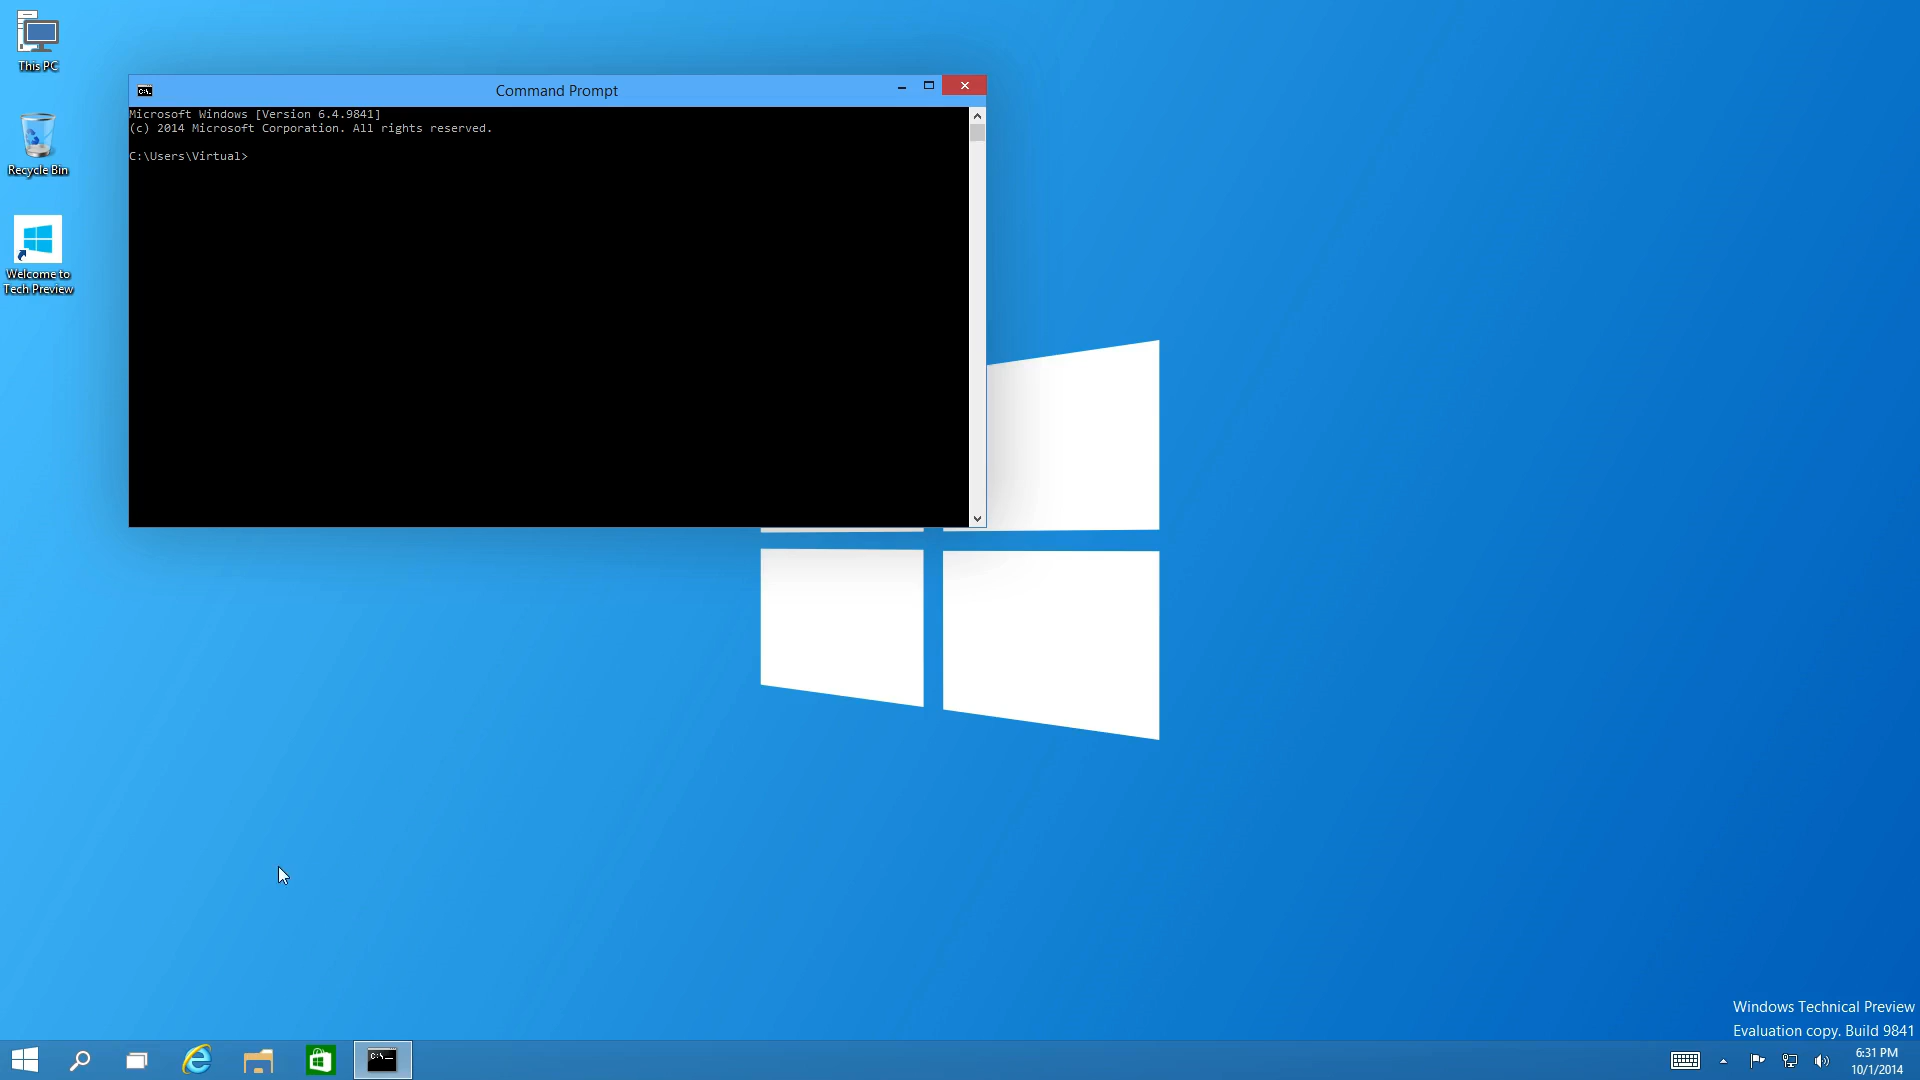 This PC
Recycle Bin
Welcome to
Tech Preview
Command Prompt
Microsoft Windows [Version 6.4.9841]
(c) 2014 Microsoft Corporation. All rights reserved.
C:\Users\Virtual>
Windows Technical Preview
Evaluation copy. Build 9841
6:31 PM
10/1/2014